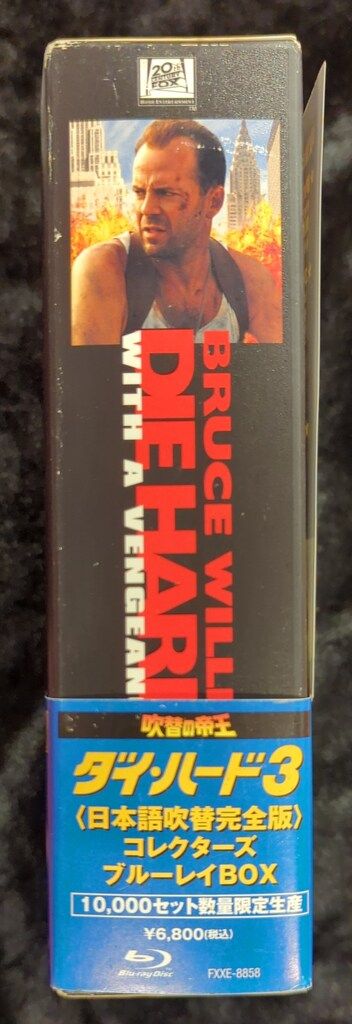 20th
CENTURY
FOX
HOME ENTERTAINMENT
BRUCE WILLI
DIE HARD
WITH A VENGEAN
吹替の帝王
ダイ・ハード3
〈日本語吹替完全版〉
コレクターズ
ブルーレイBOX
10,000セット数量限定生産
¥6,800(税込)
Blu-ray Disc
FXXE-8858